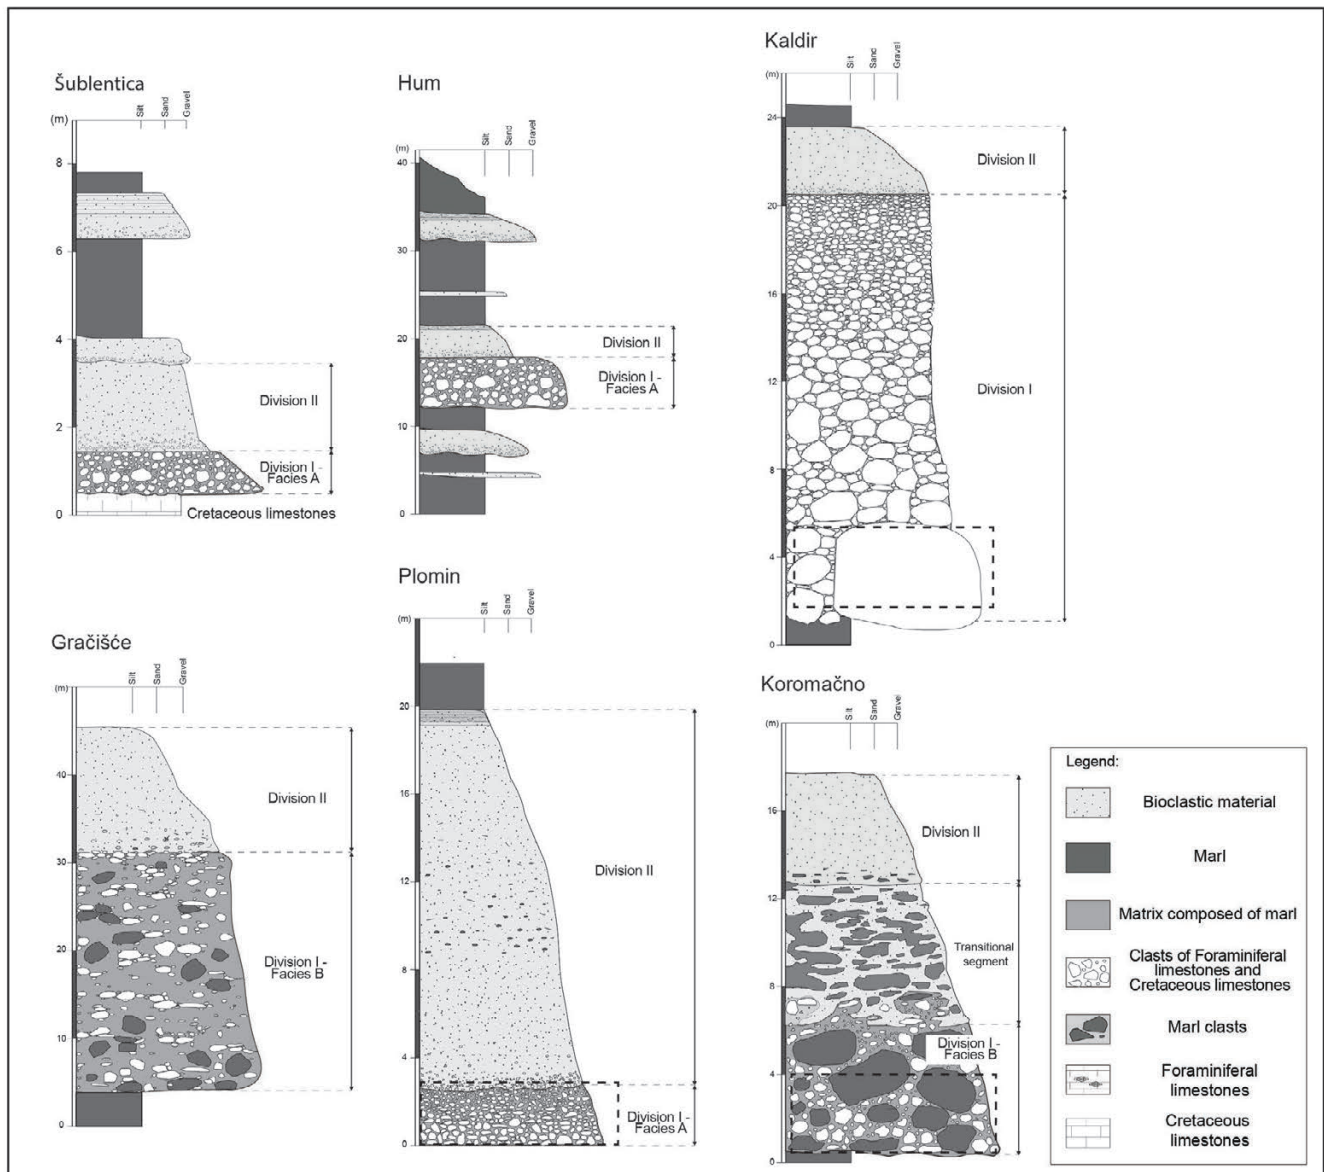 Šublentica
(m)
Silt
Sand
Gravel
8
6
4
2
0
Division II
Division I -
Facies A
Cretaceous limestones
Hum
(m)
Silt
Sand
Gravel
40
30
20
10
0
Division II
Division I -
Facies A
Kaldir
(m)
Silt
Sand
Gravel
24
20
16
12
8
4
0
Division II
Division I
Gračišće
(m)
Silt
Sand
Gravel
40
30
20
10
0
Division II
Division I -
Facies B
Plomin
(m)
Silt
Sand
Gravel
20
16
12
8
4
0
Division II
Division I -
Facies A
Koromačno
(m)
Silt
Sand
Gravel
16
12
8
4
0
Division II
Transitional
segment
Division I -
Facies B
Legend:
Bioclastic material
Marl
Matrix composed of marl
Clasts of Foraminiferal
limestones and
Cretaceous limestones
Marl clasts
Foraminiferal
limestones
Cretaceous
limestones